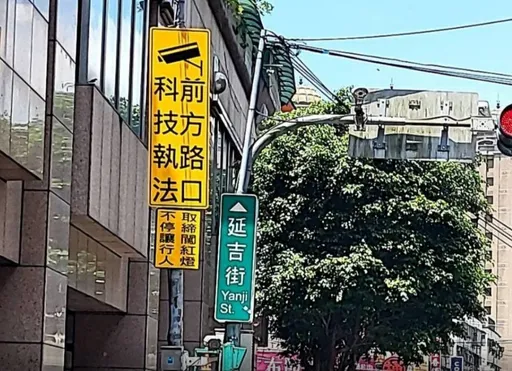 前方路口
科技執法
取締闖紅燈
不停讓行人
延吉街
Yanji
St.